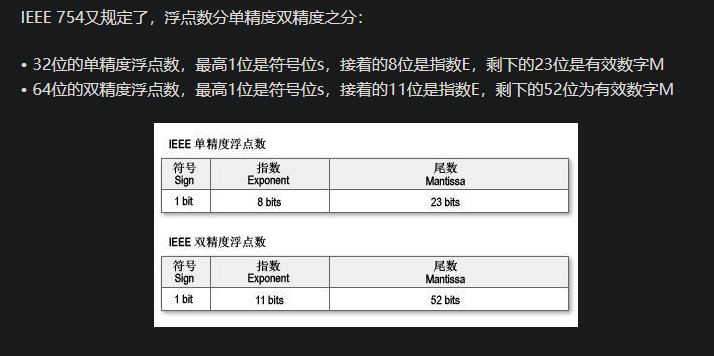 IEEE 754又规定了，浮点数分单精度双精度之分：
• 32位的单精度浮点数，最高1位是符号位s，接着的8位是指数E，剩下的23位是有效数字M
• 64位的双精度浮点数，最高1位是符号位s，接着的11位是指数E，剩下的52位为有效数字M
IEEE 单精度浮点数
符号 指数 尾数
Sign Exponent Mantissa
1 bit 8 bits 23 bits
IEEE 双精度浮点数
符号 指数 尾数
Sign Exponent Mantissa
1 bit 11 bits 52 bits